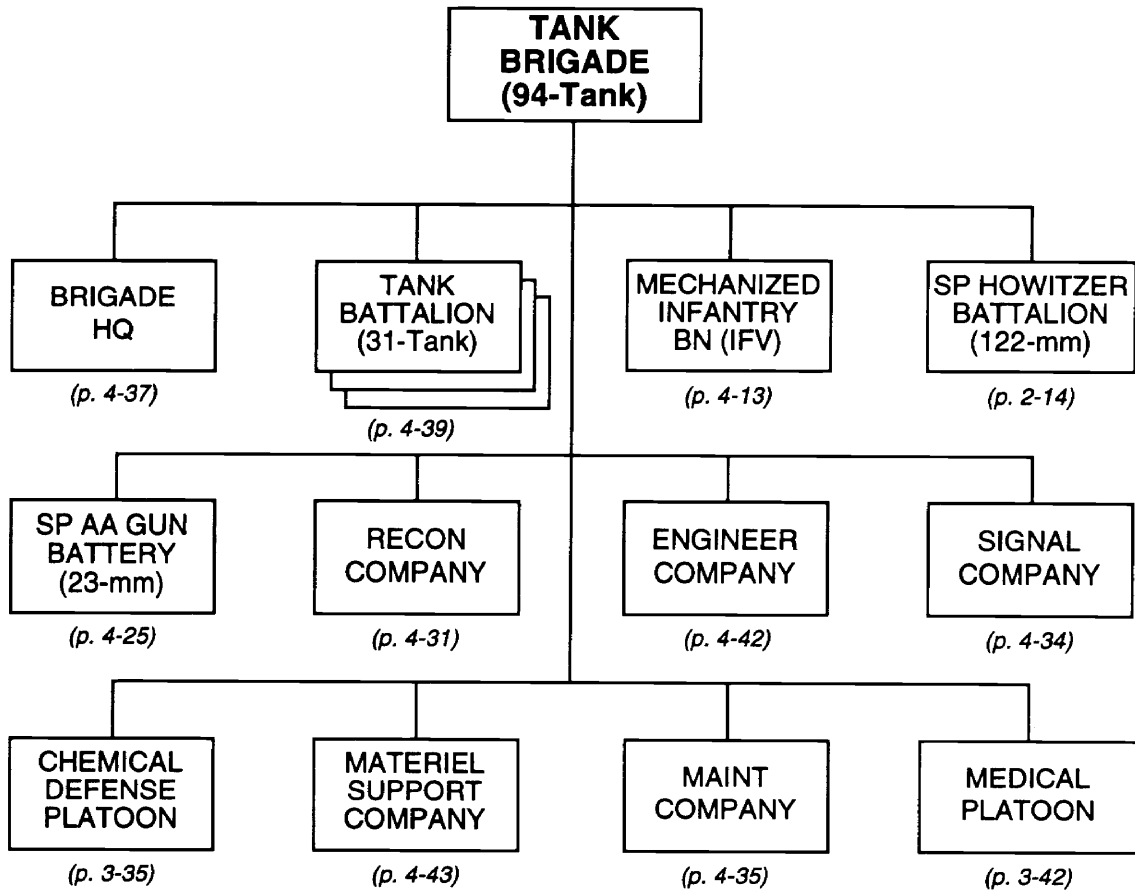 TANK
BRIGADE
(94-Tank)
BRIGADE
HQ
(p. 4-37)
TANK
BATTALION
(31-Tank)
(p. 4-39)
MECHANIZED
INFANTRY
BN (IFV)
(p. 4-13)
SP HOWITZER
BATTALION
(122-mm)
(p. 2-14)
SP AA GUN
BATTERY
(23-mm)
(p. 4-25)
RECON
COMPANY
(p. 4-31)
ENGINEER
COMPANY
(p. 4-42)
SIGNAL
COMPANY
(p. 4-34)
CHEMICAL
DEFENSE
PLATOON
(p. 3-35)
MATERIEL
SUPPORT
COMPANY
(p. 4-43)
MAINT
COMPANY
(p. 4-35)
MEDICAL
PLATOON
(p. 3-42)